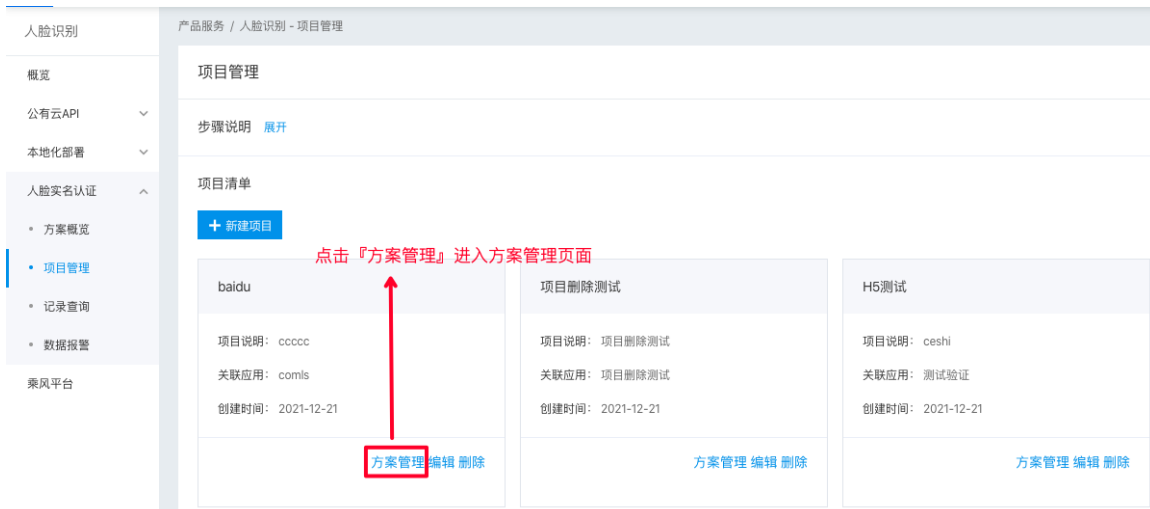 人脸识别
概览
公有云API
本地化部署
人脸实名认证
方案概览
项目管理
记录查询
数据报警
乘风平台
产品服务 / 人脸识别 - 项目管理
项目管理
步骤说明 展开
项目清单
+ 新建项目
点击『方案管理』进入方案管理页面
baidu
项目说明： ccccc
关联应用： comls
创建时间： 2021-12-21
方案管理 编辑 删除
项目删除测试
项目说明： 项目删除测试
关联应用： 项目删除测试
创建时间： 2021-12-21
方案管理 编辑 删除
H5测试
项目说明： ceshi
关联应用： 测试验证
创建时间： 2021-12-21
方案管理 编辑 删除